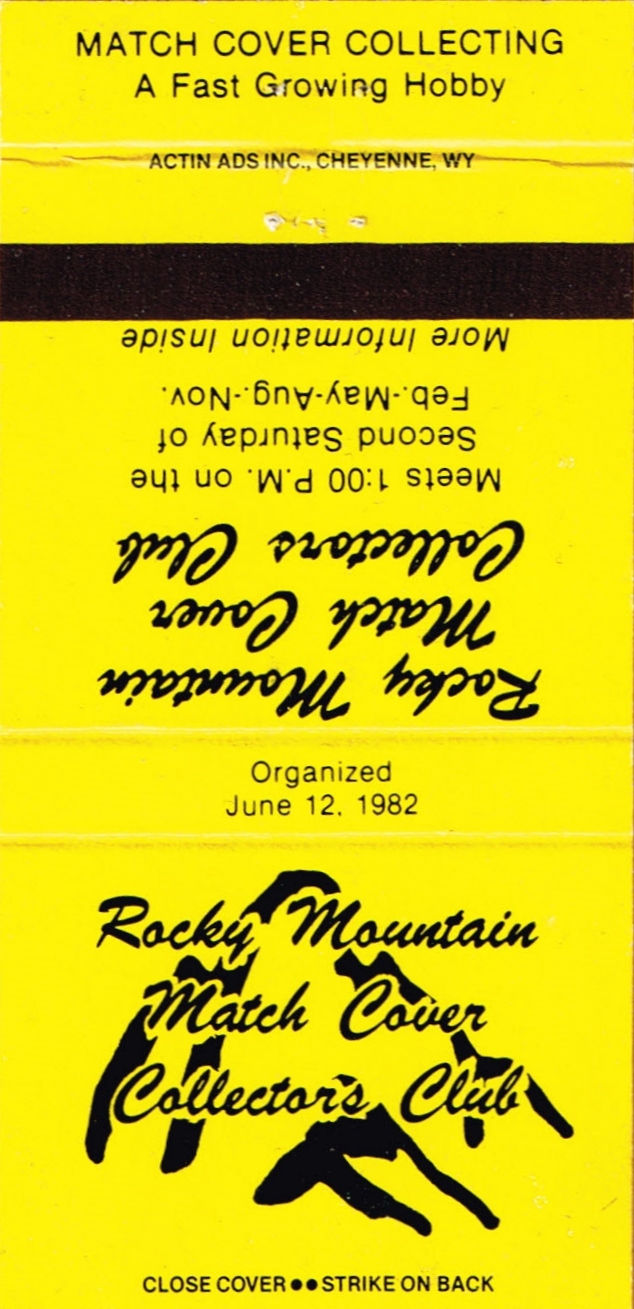 MATCH COVER COLLECTING
A Fast Growing Hobby
ACTIN ADS INC., CHEYENNE, WY
Rocky Mountain
Match Cover
Collectors Club
Meets 1:00 P.M. on the
Second Saturday of
Feb.-May-Aug.-Nov.
More Information Inside
Organized
June 12, 1982
Rocky Mountain
Match Cover
Collector's Club
CLOSE COVER●●STRIKE ON BACK